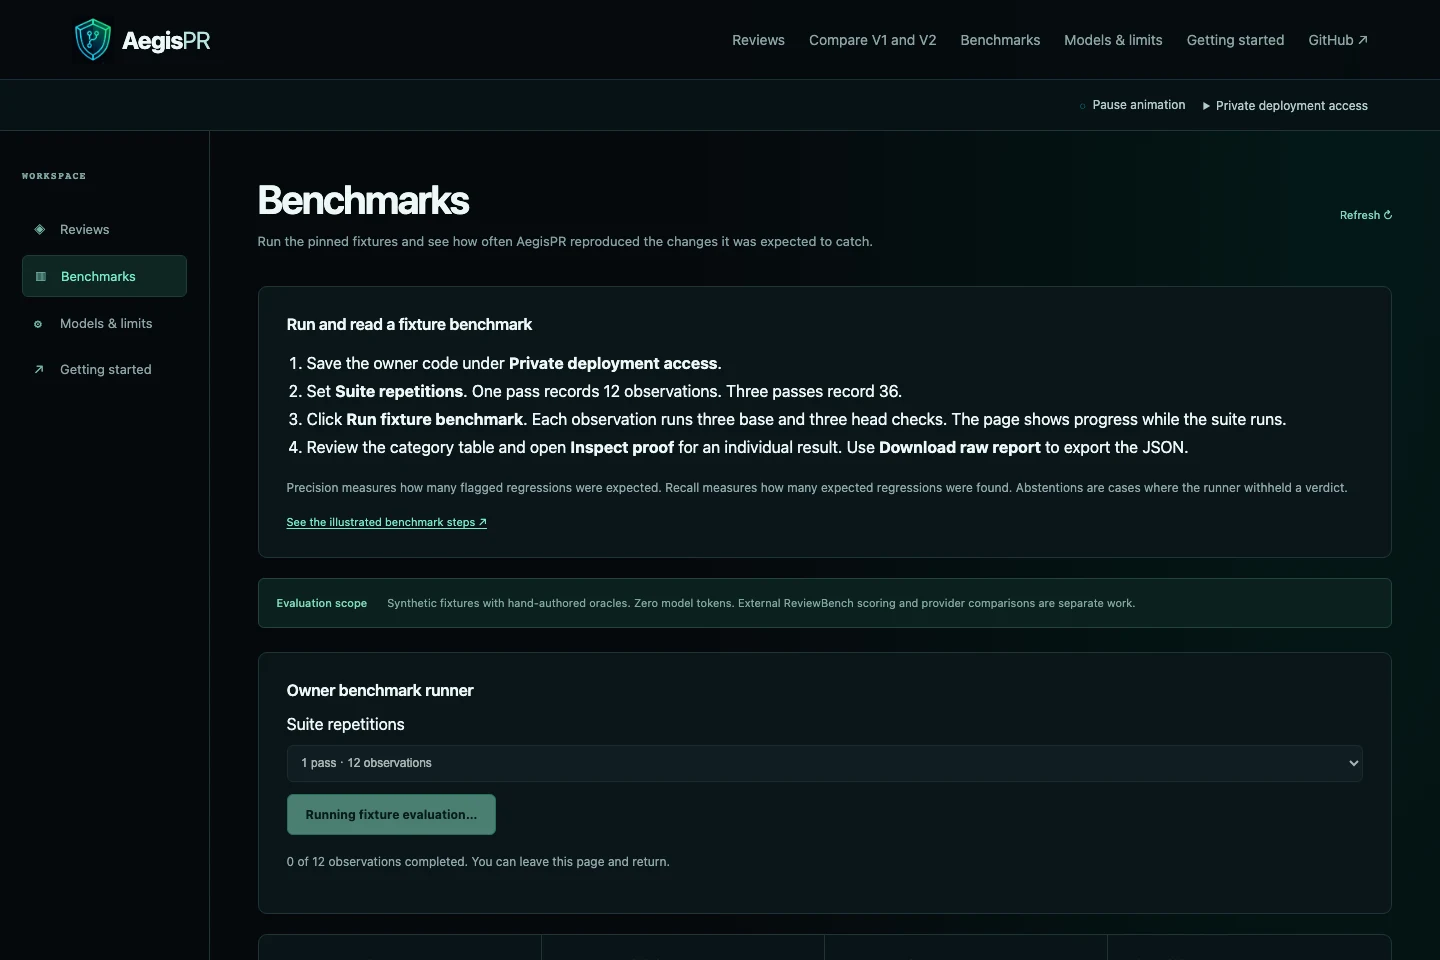 AegisPR
Reviews
Compare V1 and V2
Benchmarks
Models & limits
Getting started
GitHub ↗
Pause animation
▶ Private deployment access
WORKSPACE
Reviews
Benchmarks
Models & limits
↗ Getting started
Benchmarks
Run the pinned fixtures and see how often AegisPR reproduced the changes it was expected to catch.
Refresh ↻
Run and read a fixture benchmark
1. Save the owner code under Private deployment access.
2. Set Suite repetitions. One pass records 12 observations. Three passes record 36.
3. Click Run fixture benchmark. Each observation runs three base and three head checks. The page shows progress while the suite runs.
4. Review the category table and open Inspect proof for an individual result. Use Download raw report to export the JSON.
Precision measures how many flagged regressions were expected. Recall measures how many expected regressions were found. Abstentions are cases where the runner withheld a verdict.
See the illustrated benchmark steps ↗
Evaluation scope
Synthetic fixtures with hand-authored oracles. Zero model tokens. External ReviewBench scoring and provider comparisons are separate work.
Owner benchmark runner
Suite repetitions
1 pass · 12 observations
Running fixture evaluation...
0 of 12 observations completed. You can leave this page and return.